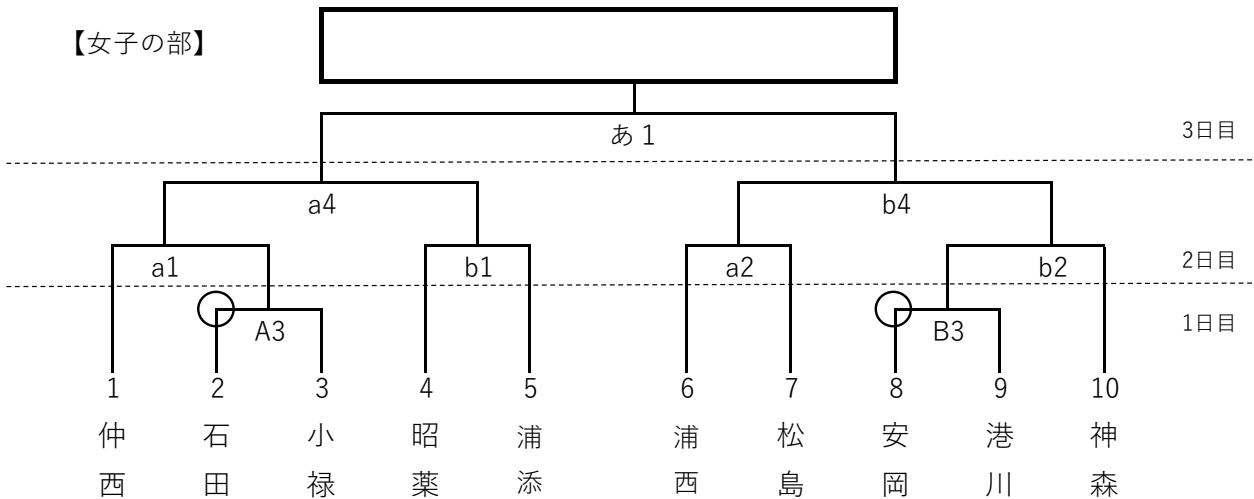 【女子の部】
あ1
3日目
a4
b4
a1
b1
a2
b2
2日目
A3
B3
1日目
1 2 3 4 5 6 7 8 9 10
仲西
石田
小禄
昭薬
浦添
浦西
松島
安岡
港川
神森